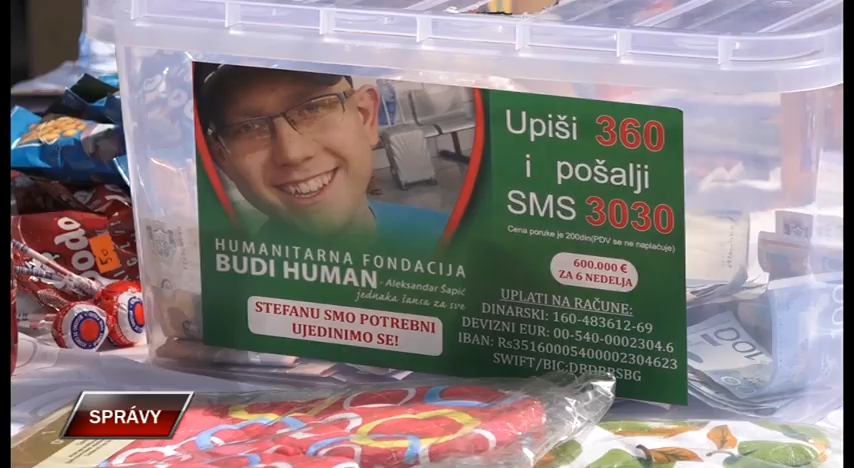 Upiši 360
i pošalji
SMS 3030
Cena poruke je 200din(PDV se ne naplaćuje)
600.000 €
ZA 6 NEDELJA
HUMANITARNA FONDACIJA
BUDI HUMAN - Aleksandar Šapić
jednaka šansa za sve
STEFANU SMO POTREBNI
UJEDINIMO SE!
UPLATI NA RAČUNE:
DINARSKI: 160-483612-69
DEVIZNI EUR: 00-540-0002304.6
IBAN: Rs35160005400002304623
SWIFT/BIC:DBDBRSBG
SPRÁVY
50
100